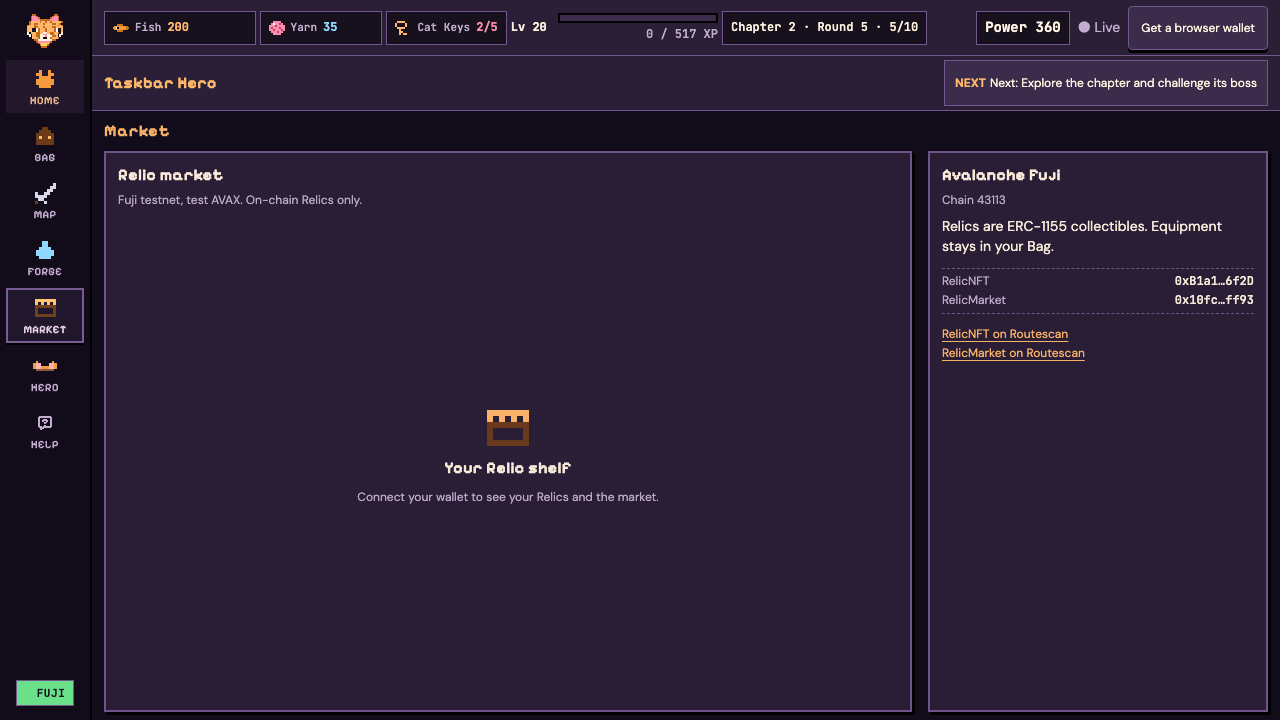 Fish 200
Yarn 35
Cat Keys 2/5
Lv 20
0 / 517 XP
Chapter 2 · Round 5 · 5/10
Power 360
Live
Get a browser wallet
HOME
BAG
MAP
FORGE
MARKET
HERO
HELP
FUJI
Taskbar Hero
NEXT Next: Explore the chapter and challenge its boss
Market
Relic market
Fuji testnet, test AVAX. On-chain Relics only.
Your Relic shelf
Connect your wallet to see your Relics and the market.
Avalanche Fuji
Chain 43113
Relics are ERC-1155 collectibles. Equipment
stays in your Bag.
RelicNFT 0xB1a1…6f2D
RelicMarket 0x10fc…ff93
RelicNFT on Routescan
RelicMarket on Routescan